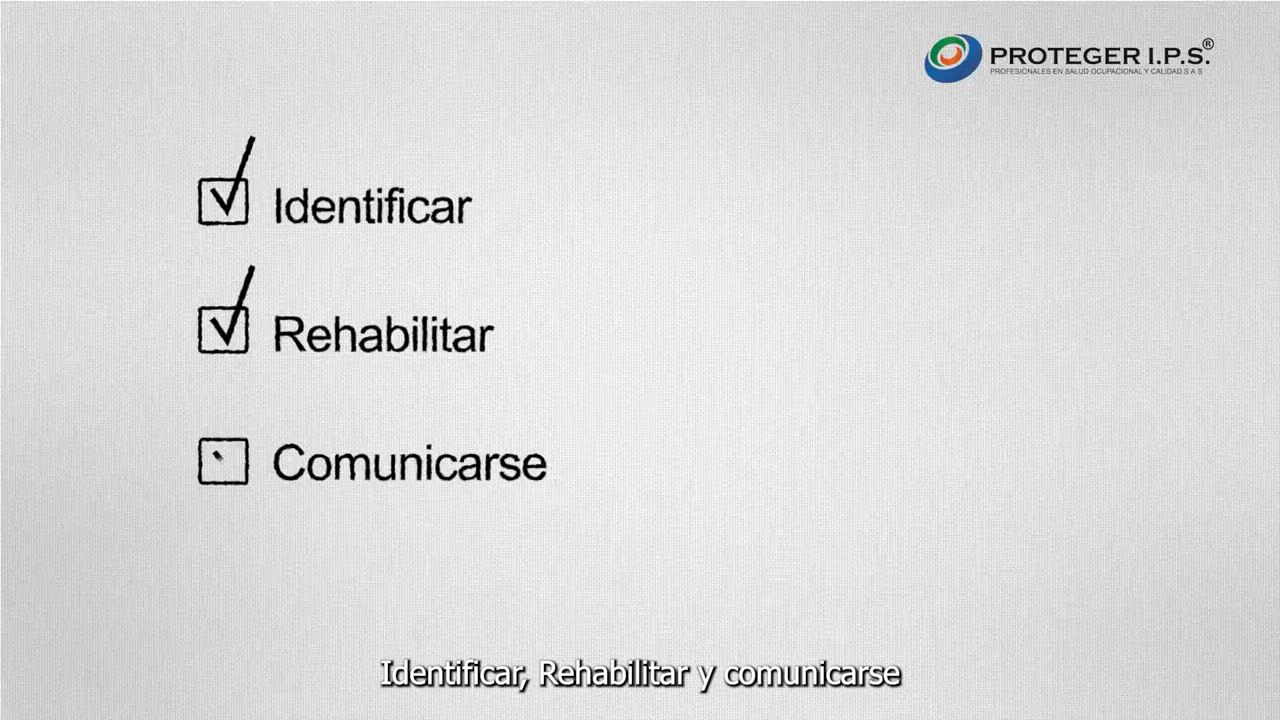 PROTEGER I.P.S.®
PROFESIONALES EN SALUD OCUPACIONAL Y CALIDAD S A S
Identificar
Rehabilitar
Comunicarse
Identificar, Rehabilitar y comunicarse